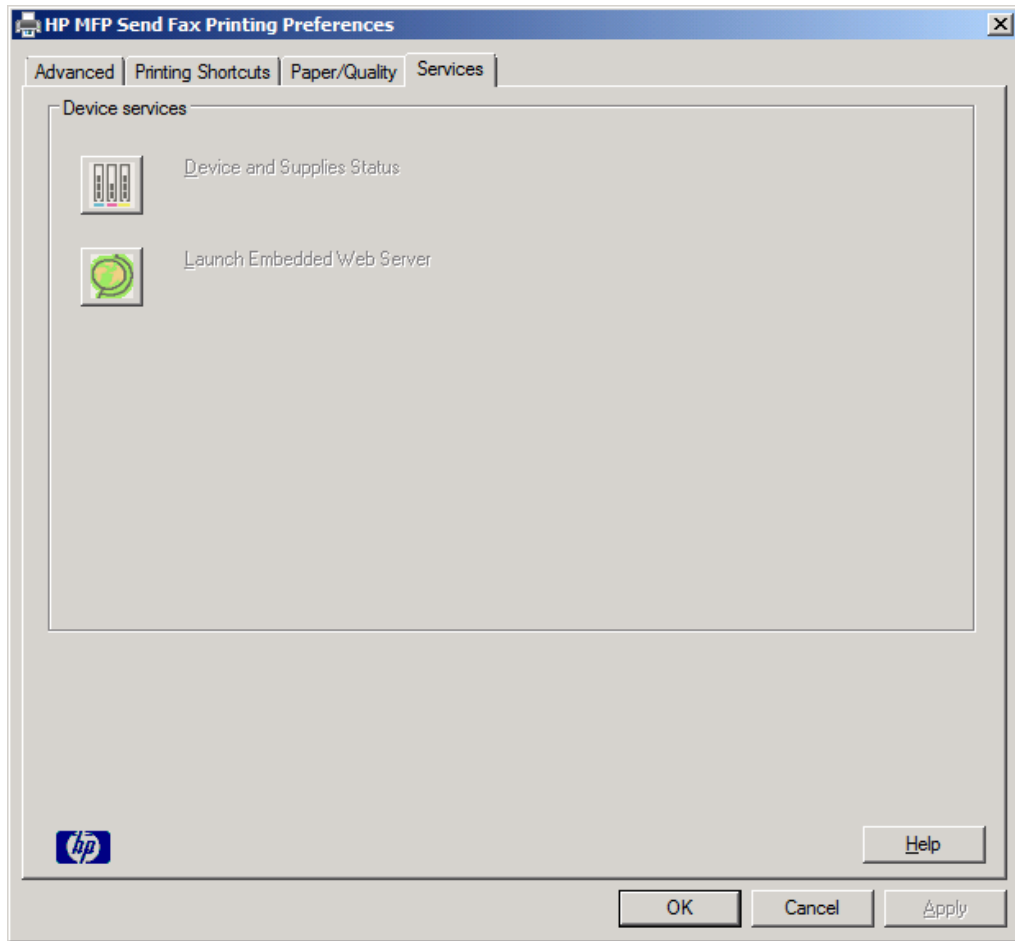 HP MFP Send Fax Printing Preferences
Advanced Printing Shortcuts Paper/Quality Services
Device services
Device and Supplies Status
Launch Embedded Web Server
hp
Help
OK Cancel Apply